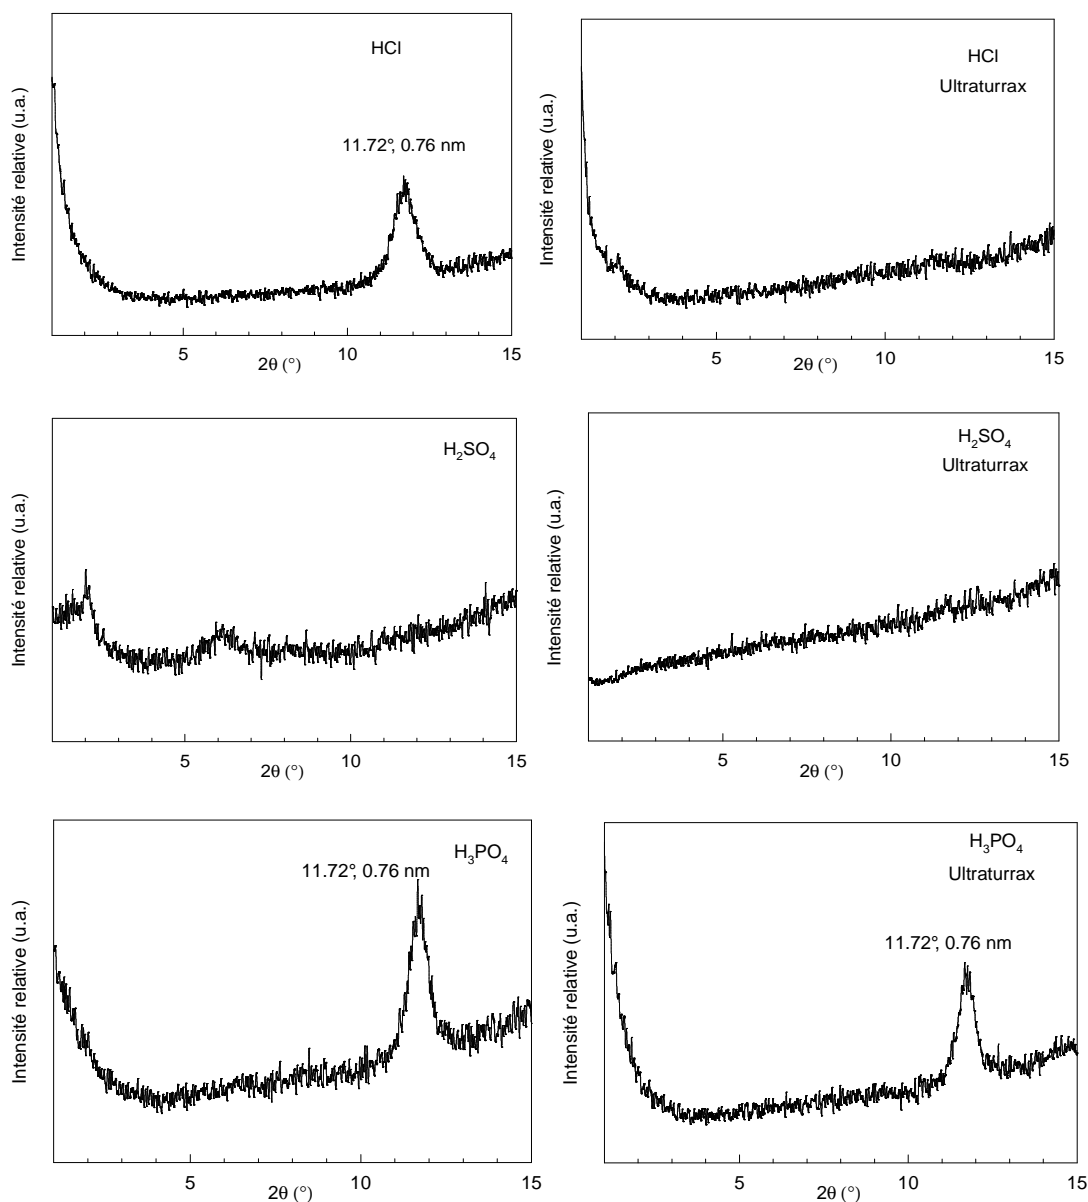 HCl
11.72°, 0.76 nm
Intensité relative (u.a.)
5
10
15
2θ (°)
HCl
Ultraturrax
Intensité relative (u.a.)
5
10
15
2θ (°)
H₂SO₄
Intensité relative (u.a.)
5
10
15
2θ (°)
H₂SO₄
Ultraturrax
Intensité relative (u.a.)
5
10
15
2θ (°)
H₃PO₄
11.72°, 0.76 nm
Intensité relative (u.a.)
5
10
15
2θ (°)
H₃PO₄
Ultraturrax
11.72°, 0.76 nm
Intensité relative (u.a.)
5
10
15
2θ (°)